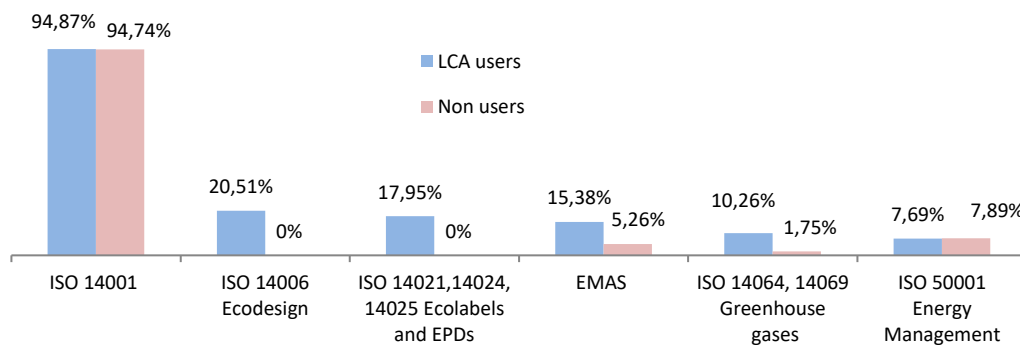 94,87%
94,74%
LCA users
Non users
20,51%
0%
17,95%
0%
15,38%
5,26%
10,26%
1,75%
7,69%
7,89%
ISO 14001
ISO 14006
Ecodesign
ISO 14021,14024,
14025 Ecolabels
and EPDs
EMAS
ISO 14064, 14069
Greenhouse
gases
ISO 50001
Energy
Management